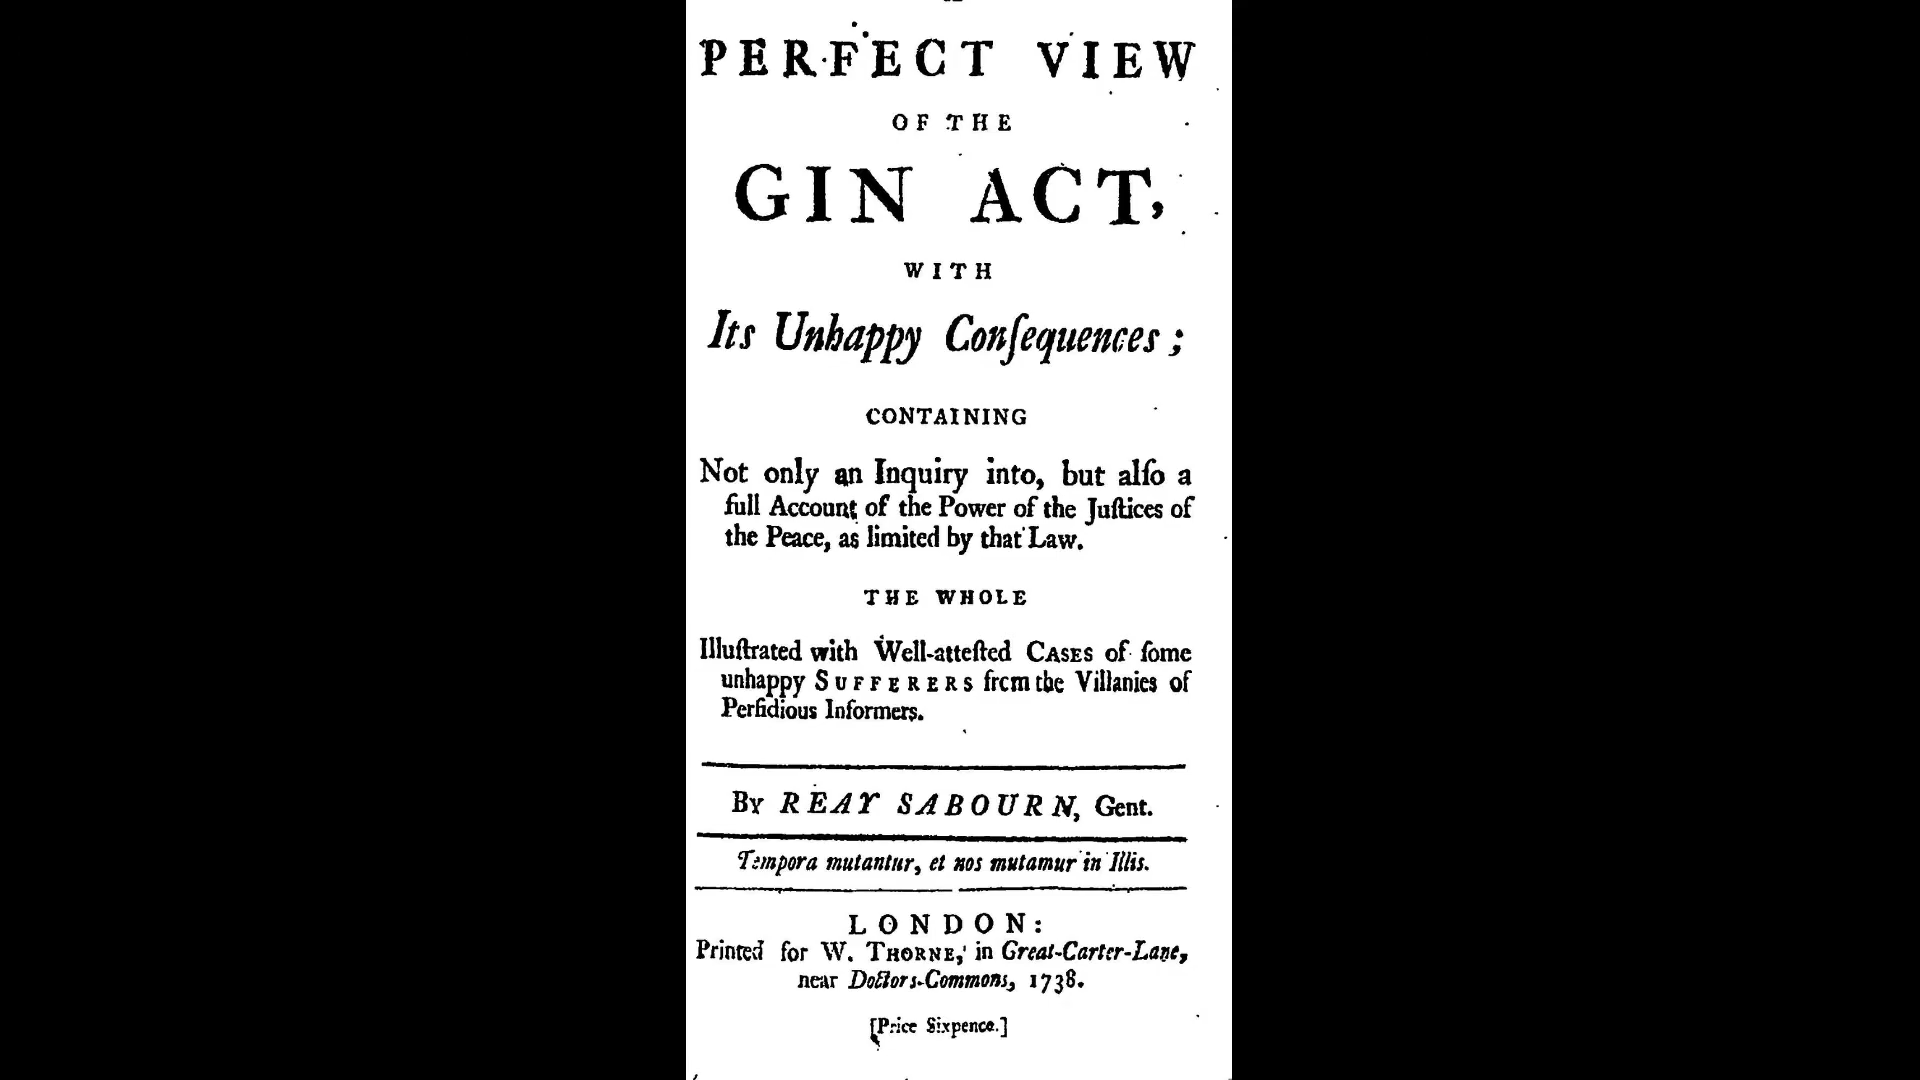 PERFECT VIEW
OF THE
GIN ACT,
WITH
Its Unhappy Conſequences;
CONTAINING
Not only an Inquiry into, but alſo a
full Account of the Power of the Juſtices of
the Peace, as limited by that Law.
THE WHOLE
Illuſtrated with Well-atteſted CASES of ſome
unhappy SUFFERERS from the Villanies of
Perfidious Informers.
By REAY SABOURN, Gent.
Tempora mutantur, et nos mutamur in Illis.
LONDON:
Printed for W. THORNE, in Great-Carter-Lane,
near Doctors-Commons, 1738.
[Price Sixpence.]